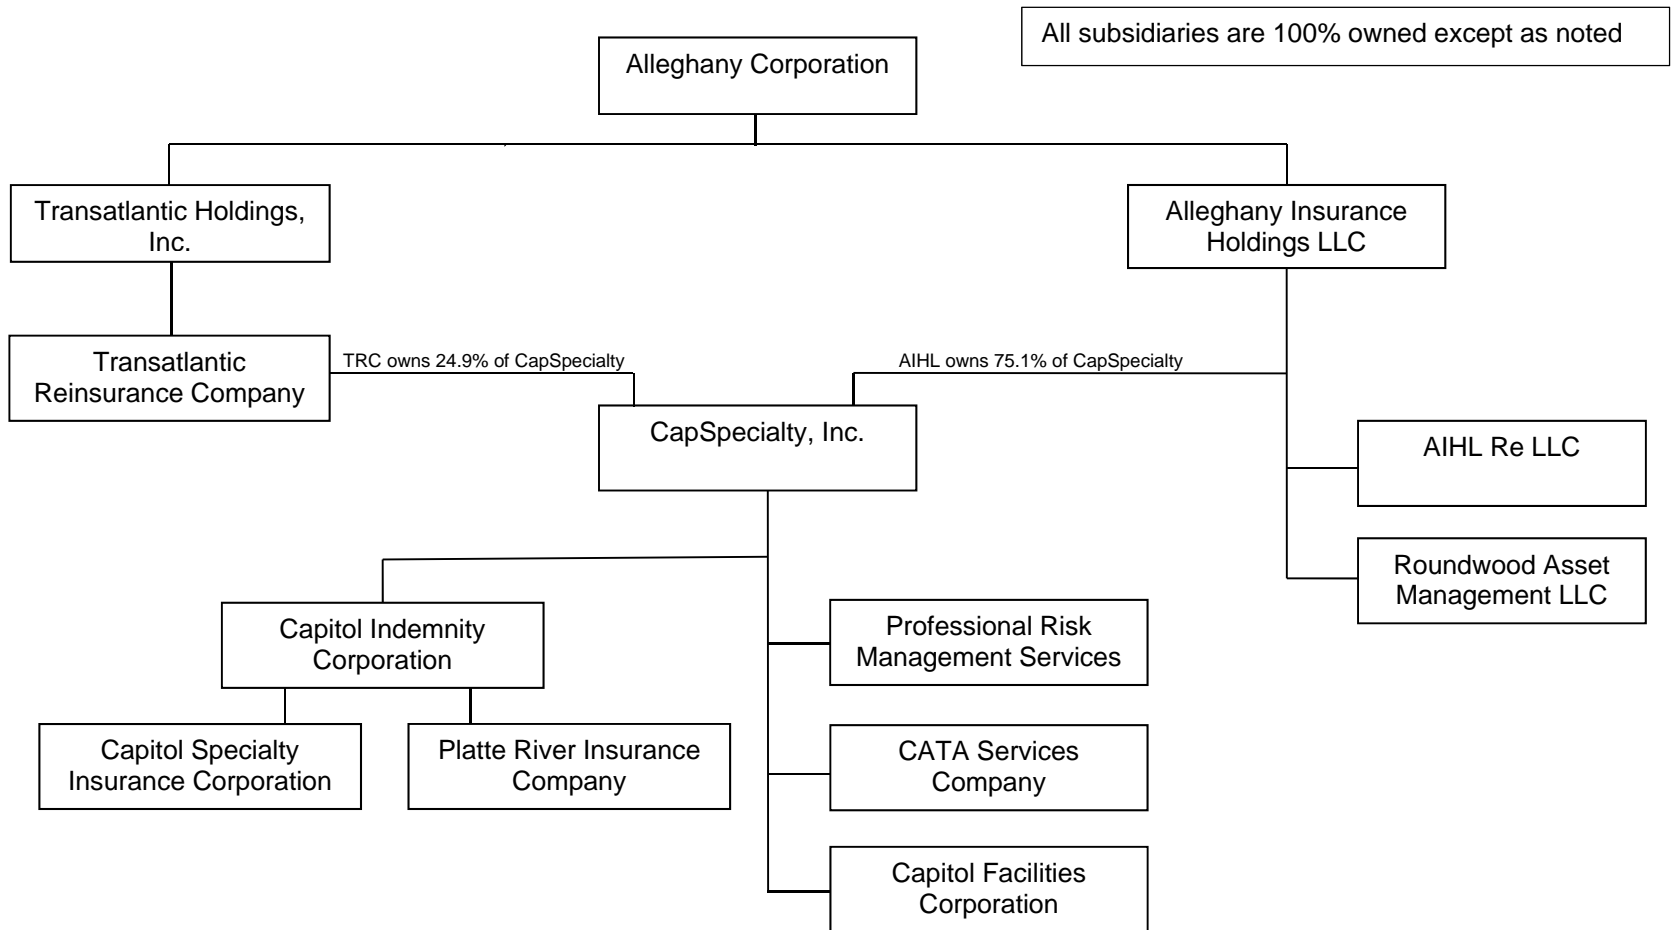 All subsidiaries are 100% owned except as noted
Alleghany Corporation
Transatlantic Holdings,
Inc.
Alleghany Insurance
Holdings LLC
Transatlantic
Reinsurance Company
TRC owns 24.9% of CapSpecialty
AIHL owns 75.1% of CapSpecialty
CapSpecialty, Inc.
AIHL Re LLC
Roundwood Asset
Management LLC
Capitol Indemnity
Corporation
Professional Risk
Management Services
Capitol Specialty
Insurance Corporation
Platte River Insurance
Company
CATA Services
Company
Capitol Facilities
Corporation